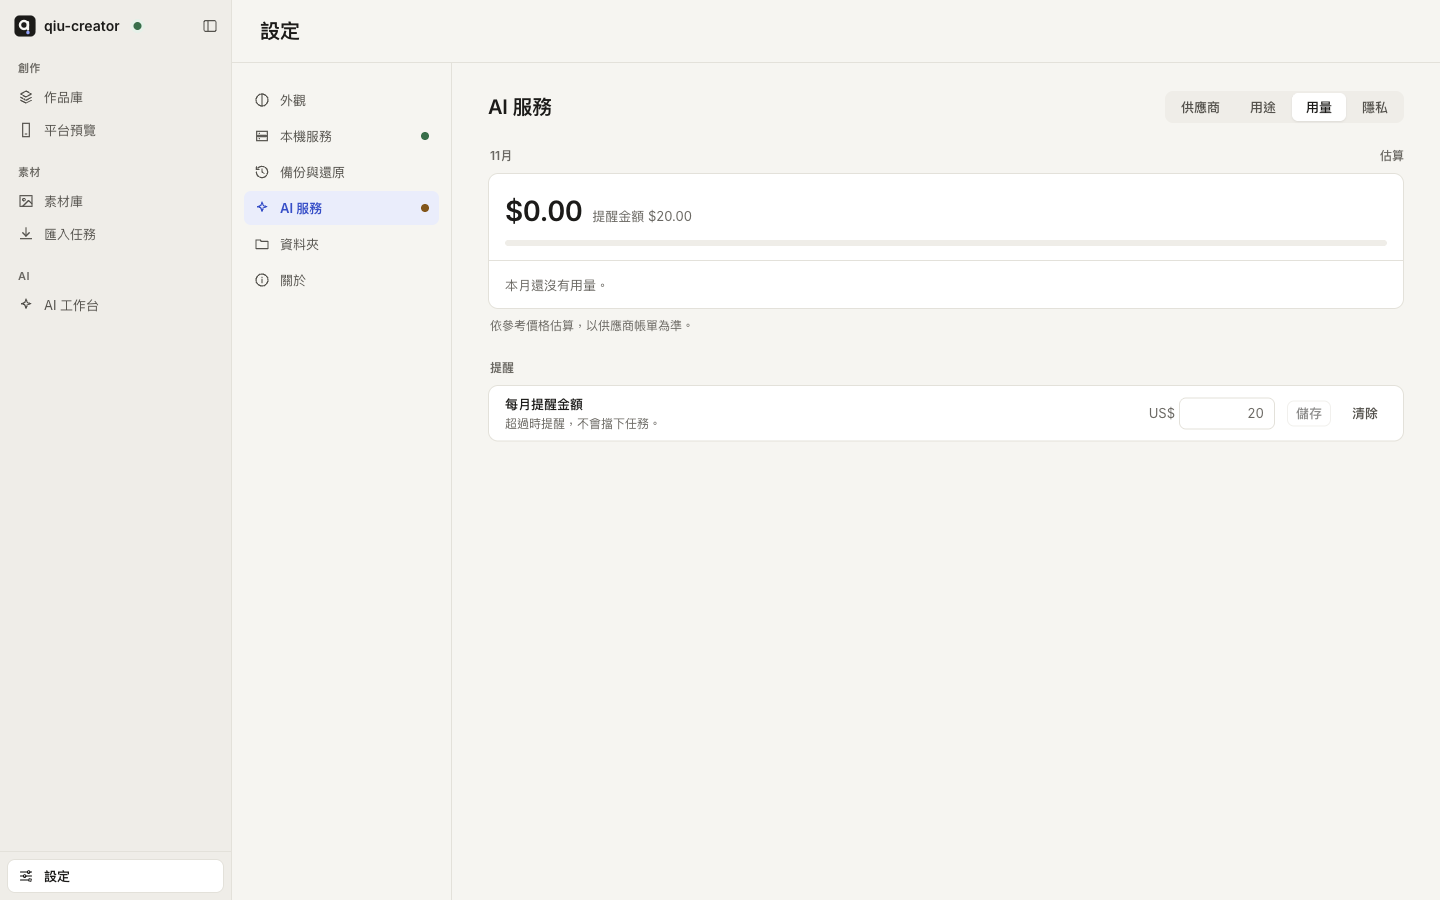 qiu-creator
創作
作品庫
平台預覽
素材
素材庫
匯入任務
AI
AI 工作台
設定
設定
外觀
本機服務
備份與還原
AI 服務
資料夾
關於
AI 服務
供應商 用途 用量 隱私
11月 估算
$0.00 提醒金額 $20.00
本月還沒有用量。
依參考價格估算，以供應商帳單為準。
提醒
每月提醒金額
超過時提醒，不會擋下任務。
US$ 20 儲存 清除